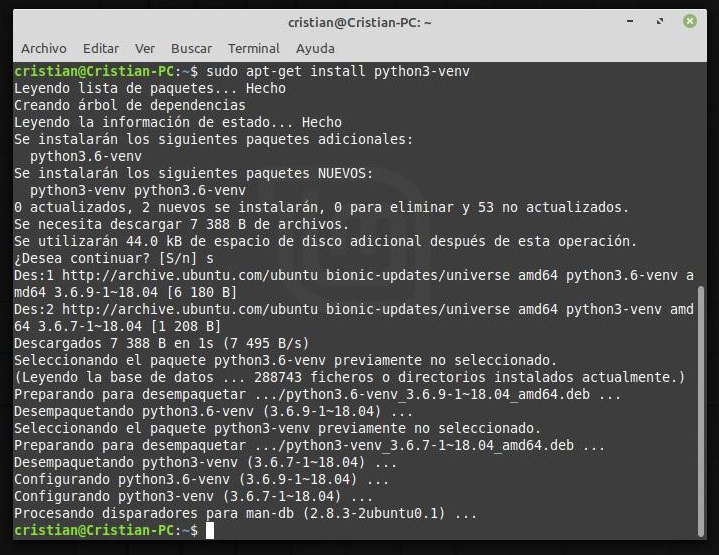 cristian@Cristian-PC: ~
Archivo Editar Ver Buscar Terminal Ayuda
cristian@Cristian-PC:~$ sudo apt-get install python3-venv
Leyendo lista de paquetes... Hecho
Creando árbol de dependencias
Leyendo la información de estado... Hecho
Se instalarán los siguientes paquetes adicionales:
  python3.6-venv
Se instalarán los siguientes paquetes NUEVOS:
  python3-venv python3.6-venv
0 actualizados, 2 nuevos se instalarán, 0 para eliminar y 53 no actualizados.
Se necesita descargar 7 388 B de archivos.
Se utilizarán 44.0 kB de espacio de disco adicional después de esta operación.
¿Desea continuar? [S/n] s
Des:1 http://archive.ubuntu.com/ubuntu bionic-updates/universe amd64 python3.6-venv a
md64 3.6.9-1~18.04 [6 180 B]
Des:2 http://archive.ubuntu.com/ubuntu bionic-updates/universe amd64 python3-venv amd
64 3.6.7-1~18.04 [1 208 B]
Descargados 7 388 B en 1s (7 495 B/s)
Seleccionando el paquete python3.6-venv previamente no seleccionado.
(Leyendo la base de datos ... 288743 ficheros o directorios instalados actualmente.)
Preparando para desempaquetar .../python3.6-venv_3.6.9-1~18.04_amd64.deb ...
Desempaquetando python3.6-venv (3.6.9-1~18.04) ...
Seleccionando el paquete python3-venv previamente no seleccionado.
Preparando para desempaquetar .../python3-venv_3.6.7-1~18.04_amd64.deb ...
Desempaquetando python3-venv (3.6.7-1~18.04) ...
Configurando python3.6-venv (3.6.9-1~18.04) ...
Configurando python3-venv (3.6.7-1~18.04) ...
Procesando disparadores para man-db (2.8.3-2ubuntu0.1) ...
cristian@Cristian-PC:~$